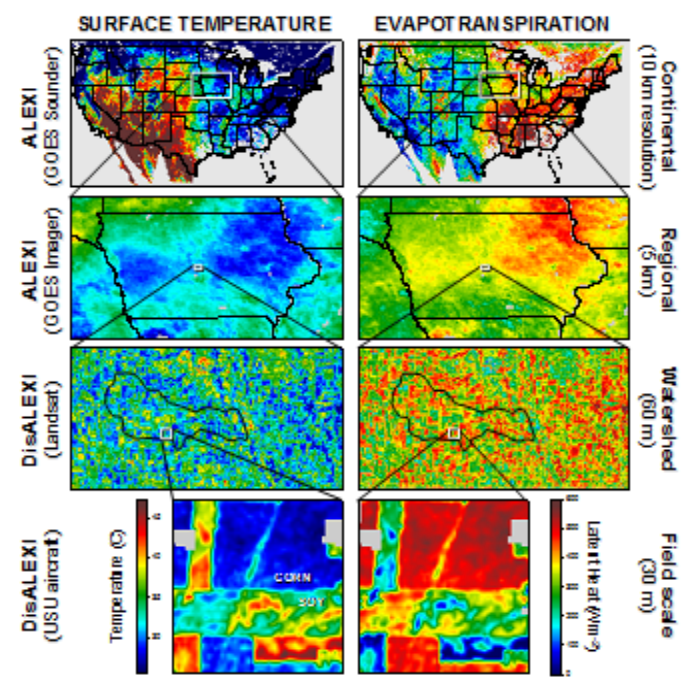 SURFACE TEMPERATURE
EVAPOTRANSPIRATION
ALEXI
(GOES Sounder)
Continental
(10 km resolution)
ALEXI
(GOES Imager)
Regional
(5 km)
DisALEXI
(Landsat)
Watershed
(60 m)
DisALEXI
(USU aircraft)
Temperature (C)
CORN
SOY
Latent Heat (Wm-2)
Field scale
(30 m)